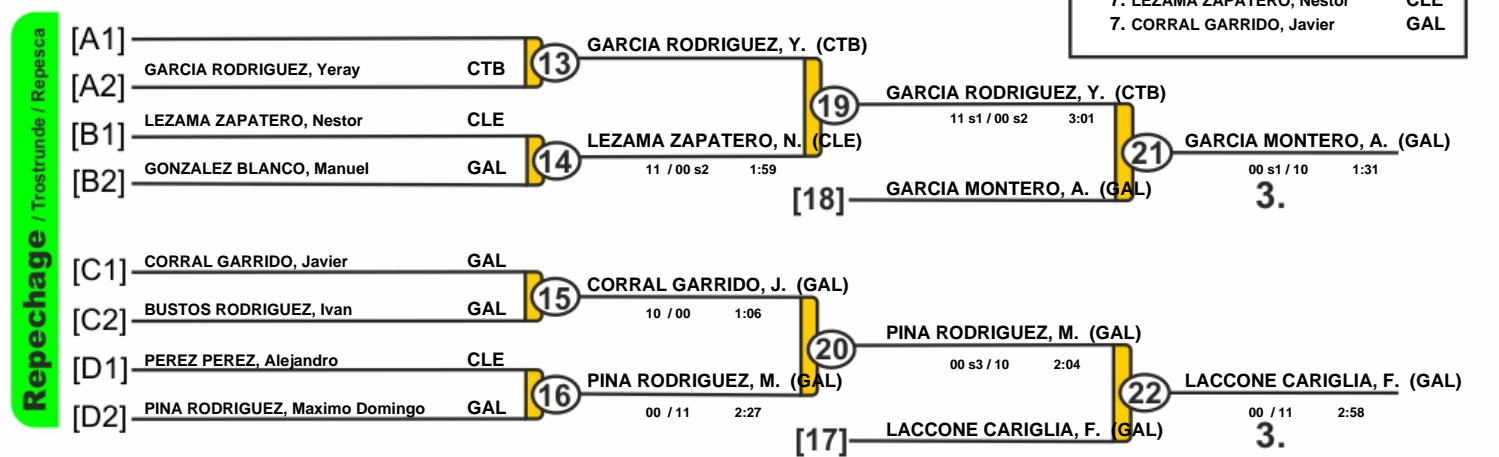 7. LEZAMA ZAPATERO, Nestor CLE
7. CORRAL GARRIDO, Javier GAL
Repechage / Trostrunde / Repesca
[A1]
GARCIA RODRIGUEZ, Yeray CTB
[A2]
13
GARCIA RODRIGUEZ, Y. (CTB)
[B1] LEZAMA ZAPATERO, Nestor CLE
[B2] GONZALEZ BLANCO, Manuel GAL
14
LEZAMA ZAPATERO, N. (CLE)
11 / 00 s2 1:59
19
GARCIA RODRIGUEZ, Y. (CTB)
11 s1 / 00 s2 3:01
[18] GARCIA MONTERO, A. (GAL)
21
GARCIA MONTERO, A. (GAL)
00 s1 / 10 1:31
3.
[C1] CORRAL GARRIDO, Javier GAL
[C2] BUSTOS RODRIGUEZ, Ivan GAL
15
CORRAL GARRIDO, J. (GAL)
10 / 00 1:06
[D1] PEREZ PEREZ, Alejandro CLE
[D2] PINA RODRIGUEZ, Maximo Domingo GAL
16
PINA RODRIGUEZ, M. (GAL)
00 / 11 2:27
20
PINA RODRIGUEZ, M. (GAL)
00 s3 / 10 2:04
[17] LACCONE CARIGLIA, F. (GAL)
22
LACCONE CARIGLIA, F. (GAL)
00 / 11 2:58
3.